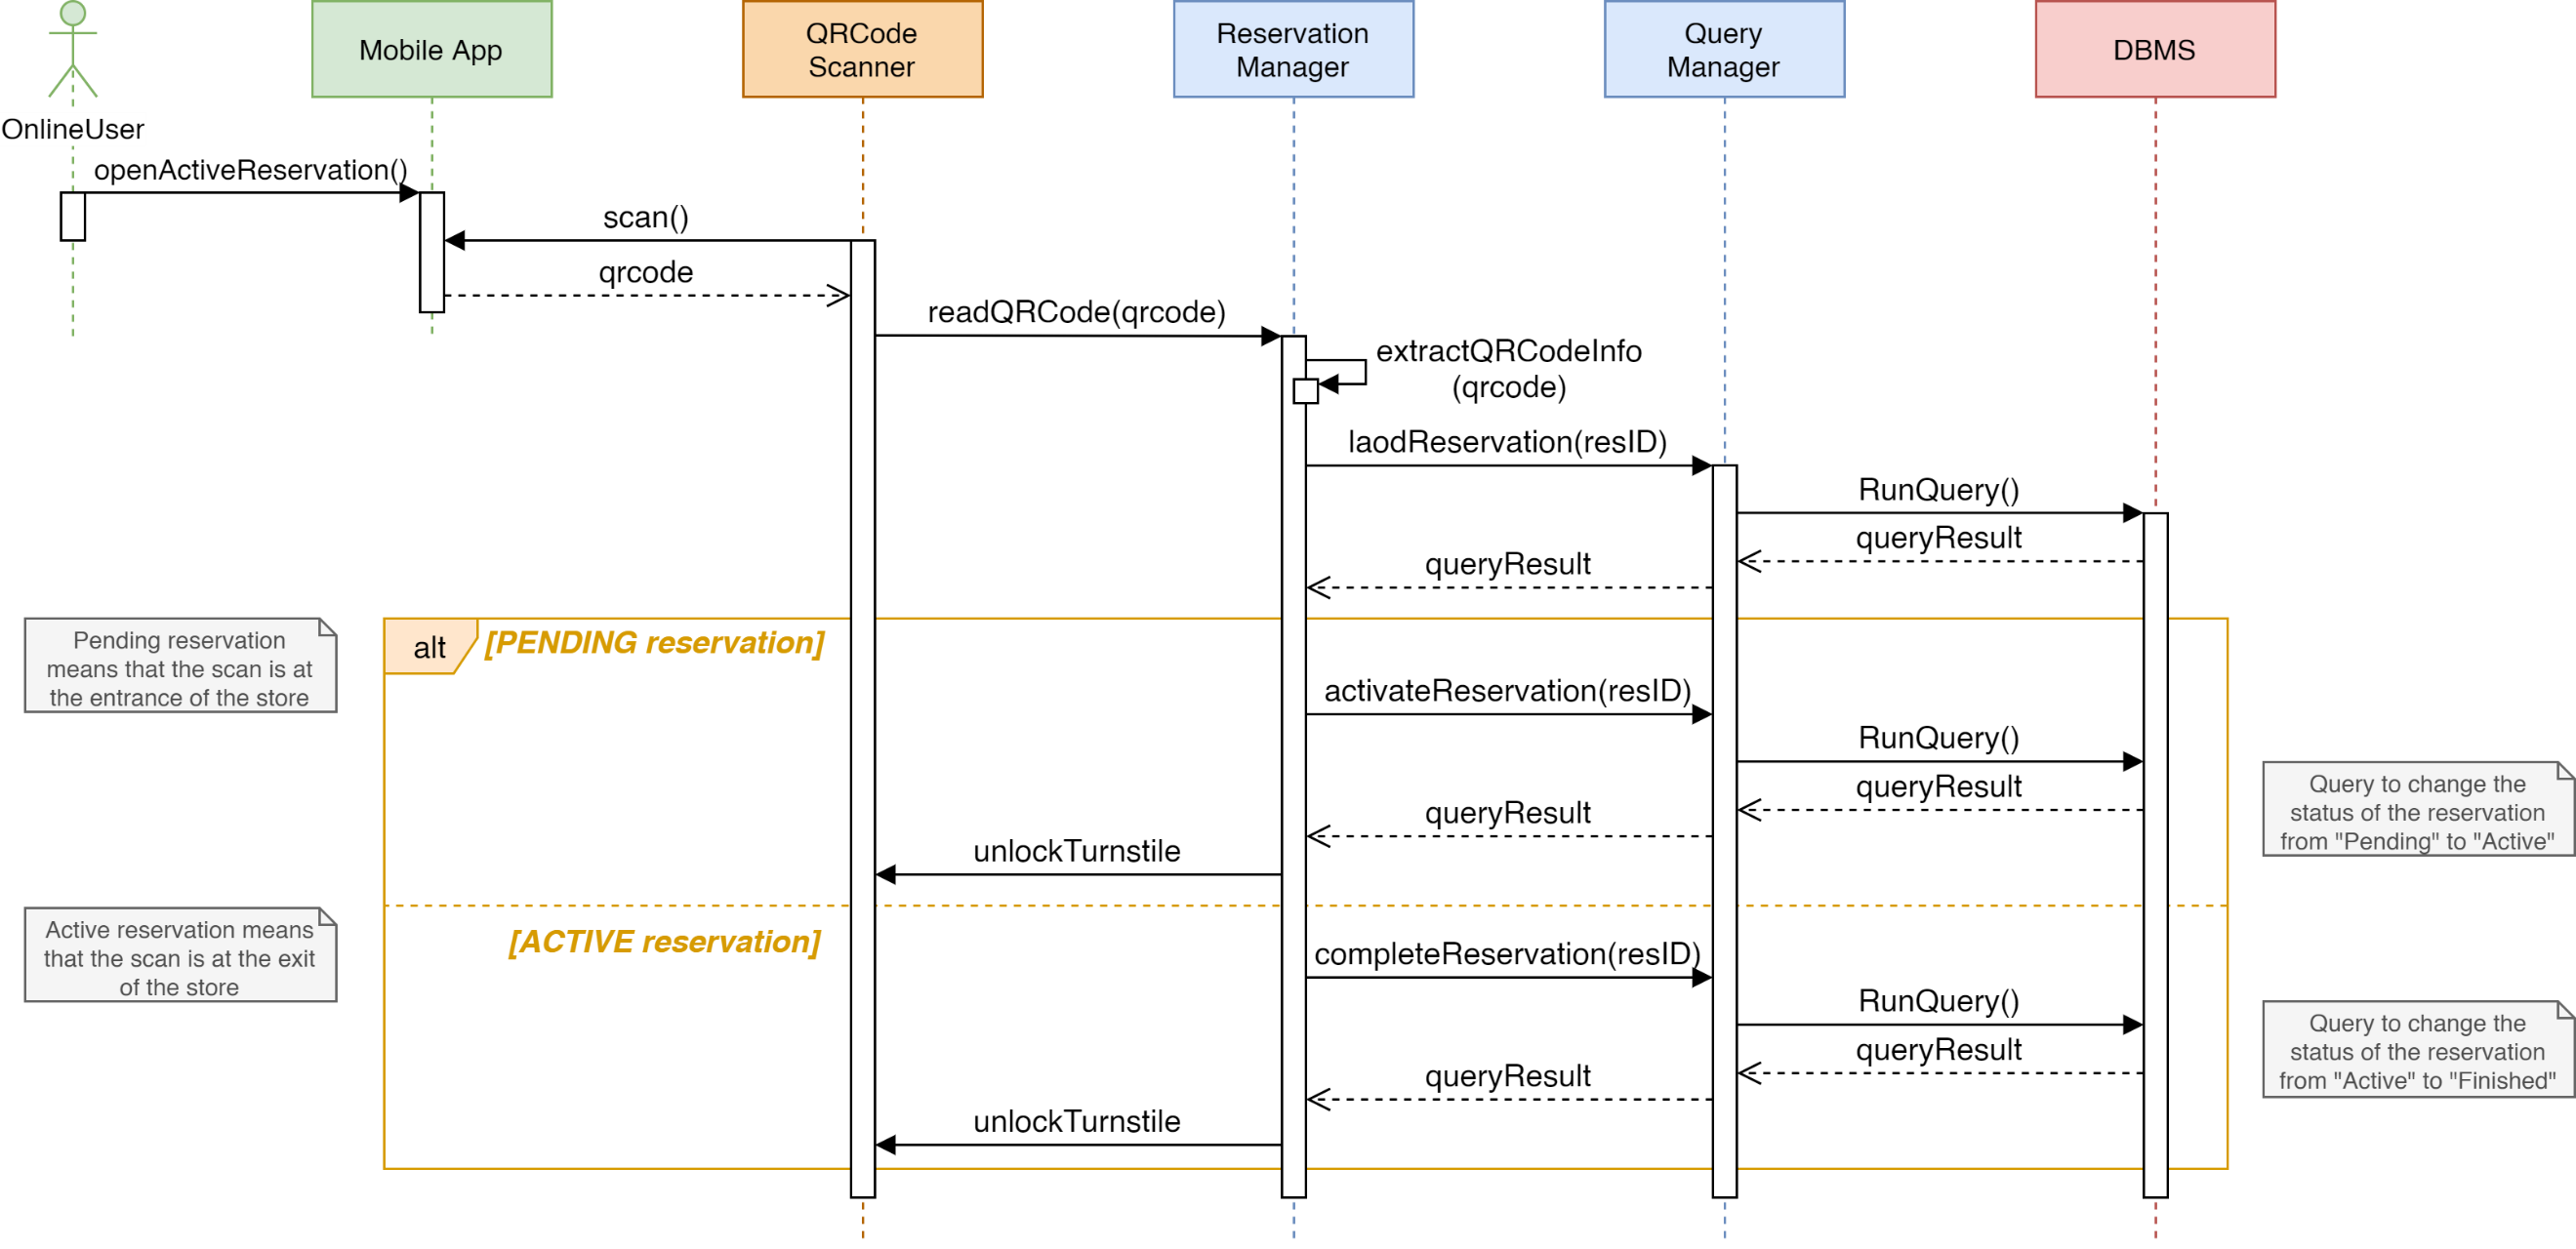 OnlineUser
Mobile App
QRCode
Scanner
Reservation
Manager
Query
Manager
DBMS
openActiveReservation()
scan()
qrcode
readQRCode(qrcode)
extractQRCodeInfo
(qrcode)
laodReservation(resID)
RunQuery()
queryResult
queryResult
Pending reservation
means that the scan is at
the entrance of the store
alt
[PENDING reservation]
activateReservation(resID)
RunQuery()
queryResult
queryResult
Query to change the
status of the reservation
from "Pending" to "Active"
unlockTurnstile
Active reservation means
that the scan is at the exit
of the store
[ACTIVE reservation]
completeReservation(resID)
RunQuery()
queryResult
queryResult
Query to change the
status of the reservation
from "Active" to "Finished"
unlockTurnstile